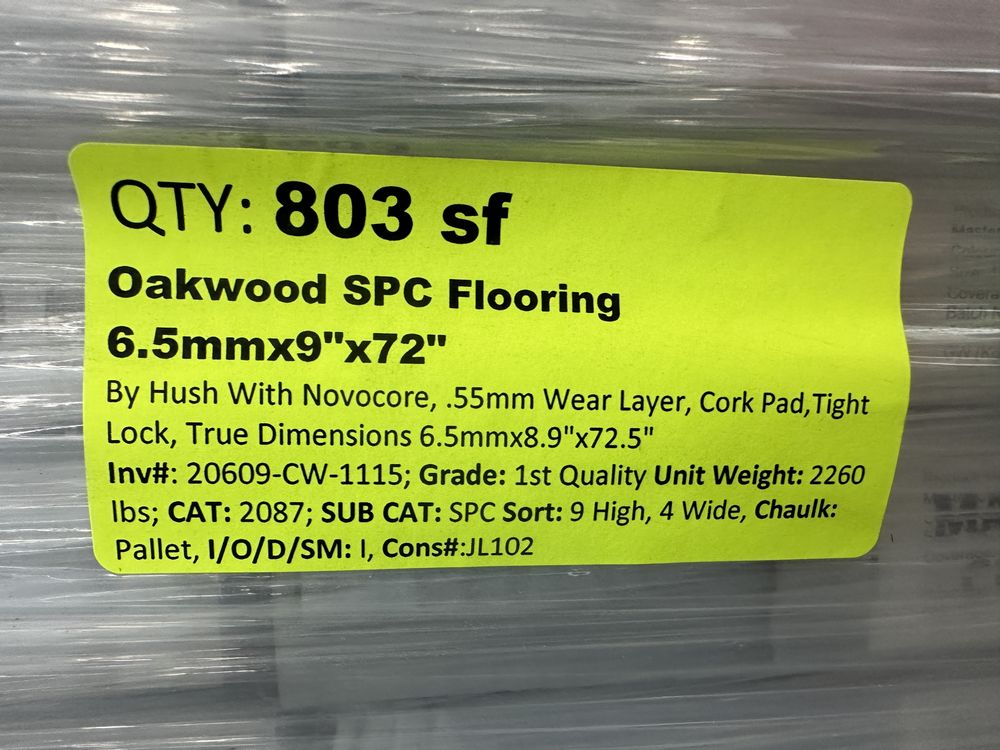 QTY: 803 sf
Oakwood SPC Flooring
6.5mmx9"x72"
By Hush With Novocore, .55mm Wear Layer, Cork Pad,Tight
Lock, True Dimensions 6.5mmx8.9"x72.5"
Inv#: 20609-CW-1115; Grade: 1st Quality Unit Weight: 2260
lbs; CAT: 2087; SUB CAT: SPC Sort: 9 High, 4 Wide, Chaulk:
Pallet, I/O/D/SM: I, Cons#:JL102